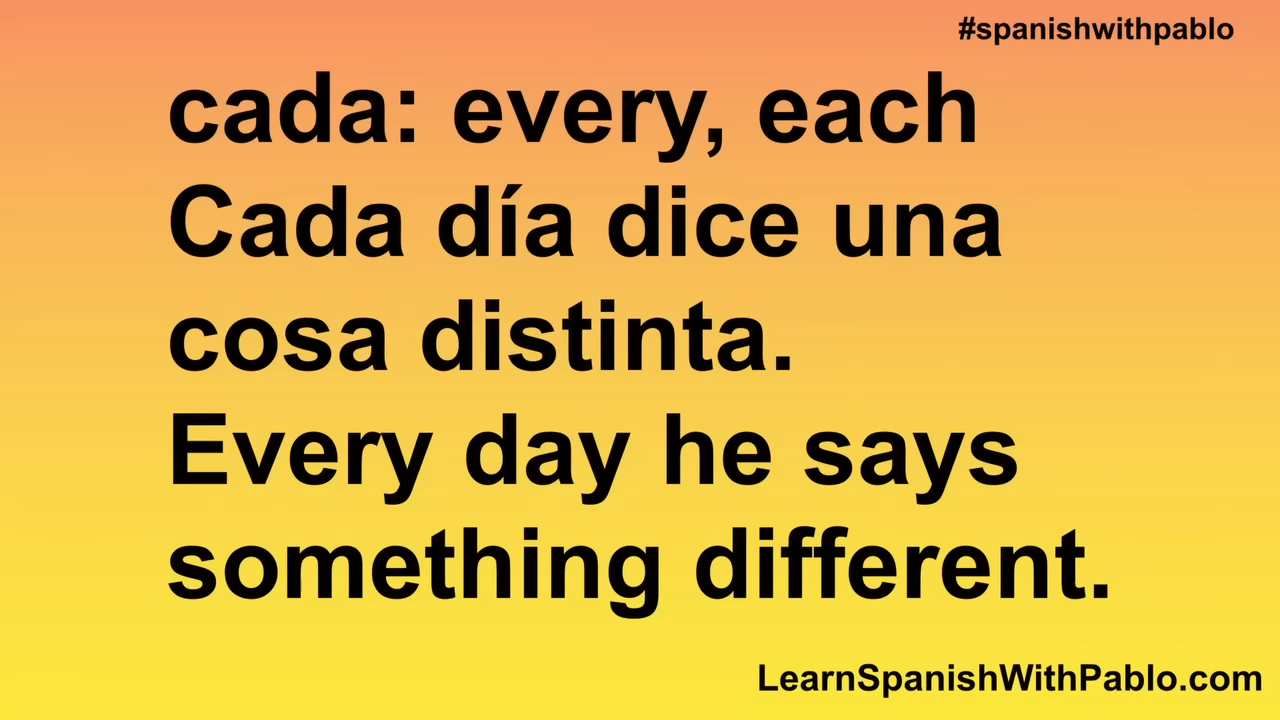 #spanishwithpablo
cada: every, each
Cada día dice una
cosa distinta.
Every day he says
something different.
LearnSpanishWithPablo.com